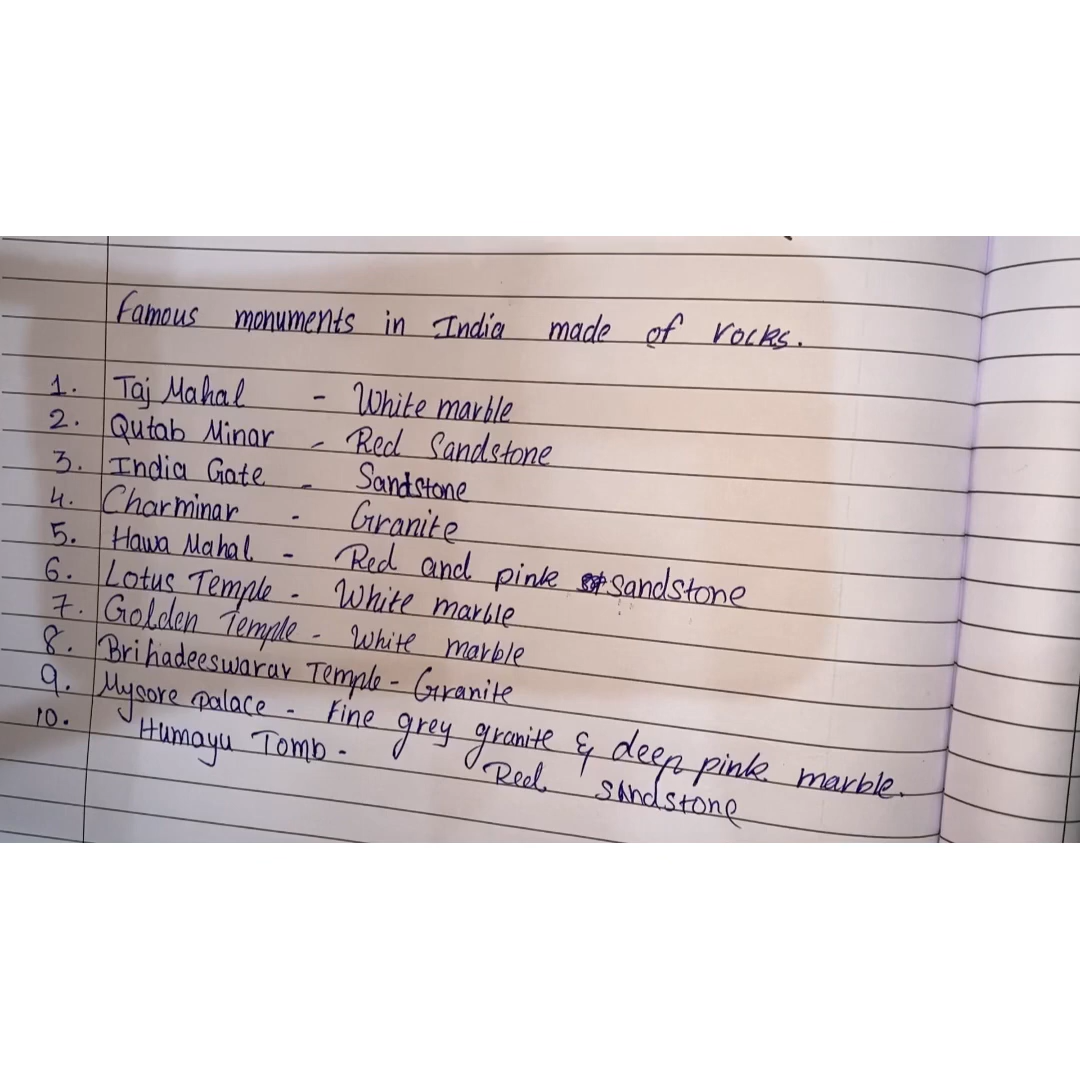 Famous monuments in India made of rocks.
1. Taj Mahal - White marble
2. Qutab Minar - Red Sandstone
3. India Gate - Sandstone
4. Charminar - Granite
5. Hawa Mahal - Red and pink sandstone
6. Lotus Temple - White marble
7. Golden Temple - White marble
8. Brihadeeswarar Temple - Granite
9. Mysore palace - Fine grey granite & deep pink marble.
10. Humayu Tomb - Red sandstone